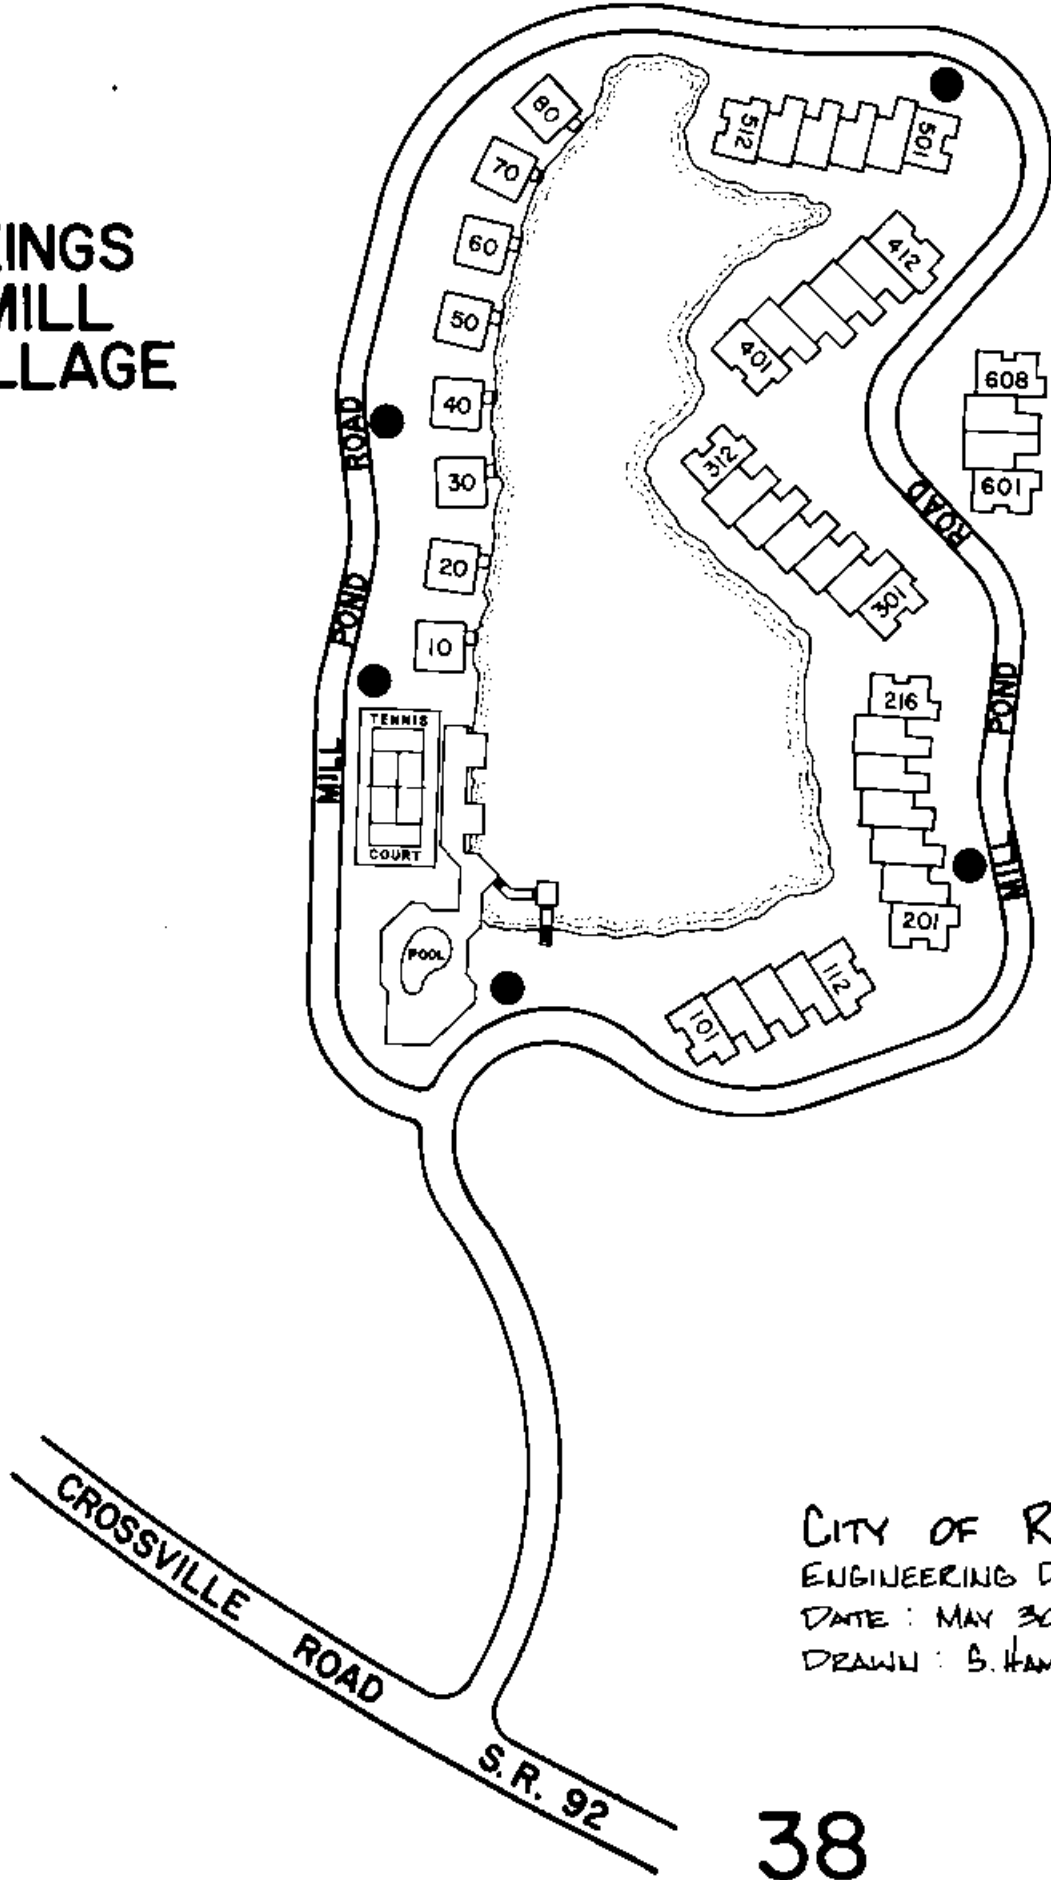 INGS
MILL
LLAGE
80
70
60
50
40
30
20
10
512
501
412
401
608
601
312
301
216
201
112
101
MILL POND ROAD
MILL POND ROAD
TENNIS
COURT
POOL
CROSSVILLE ROAD S.R. 92
CITY OF R
ENGINEERING D
DATE : MAY 30
DRAWN : S. HAM
38